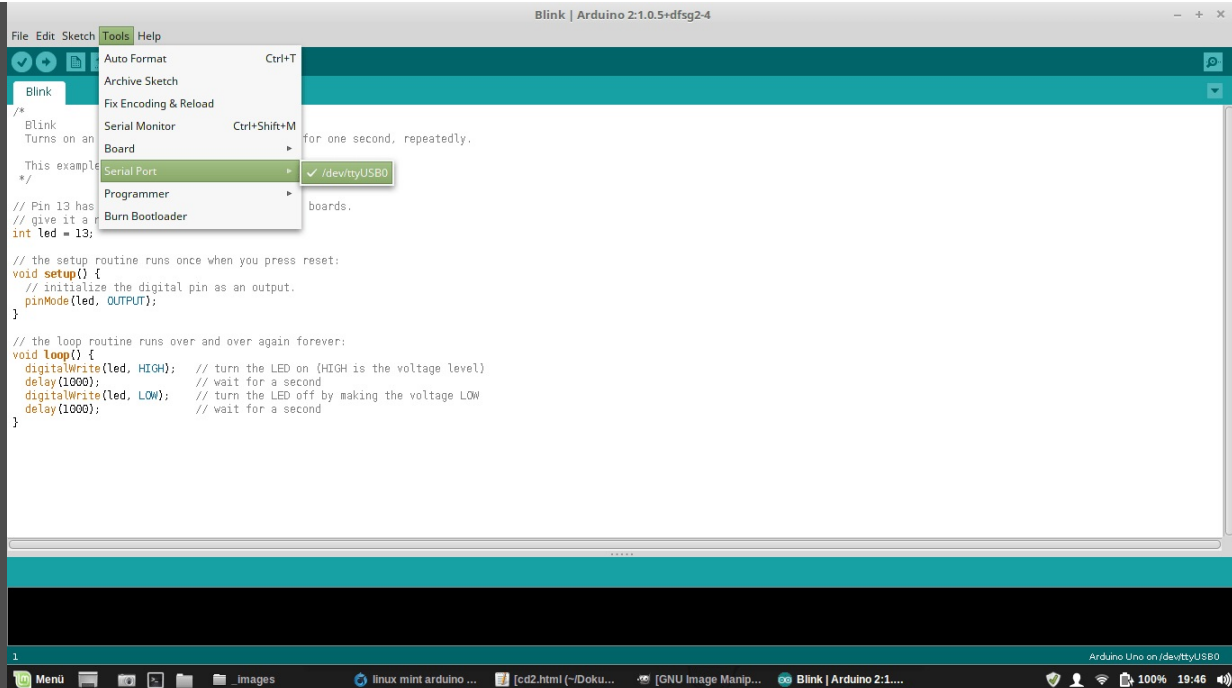 Blink | Arduino 2:1.0.5+dfsg2-4
File Edit Sketch Tools Help
Auto Format Ctrl+T
Archive Sketch
Fix Encoding & Reload
Serial Monitor Ctrl+Shift+M
Board
Serial Port
✓ /dev/ttyUSB0
Programmer
Burn Bootloader
Blink
/*
Blink
Turns on an for one second, repeatedly.
This example
*/
// Pin 13 has boards.
// give it a
int led = 13;
// the setup routine runs once when you press reset:
void setup() {
// initialize the digital pin as an output.
pinMode(led, OUTPUT);
}
// the loop routine runs over and over again forever:
void loop() {
digitalWrite(led, HIGH); // turn the LED on (HIGH is the voltage level)
delay(1000); // wait for a second
digitalWrite(led, LOW); // turn the LED off by making the voltage LOW
delay(1000); // wait for a second
}
1
Arduino Uno on /dev/ttyUSB0
Menü _images linux mint arduino ... [cd2.html (~/Doku... [GNU Image Manip... Blink | Arduino 2:1.... 100% 19:46